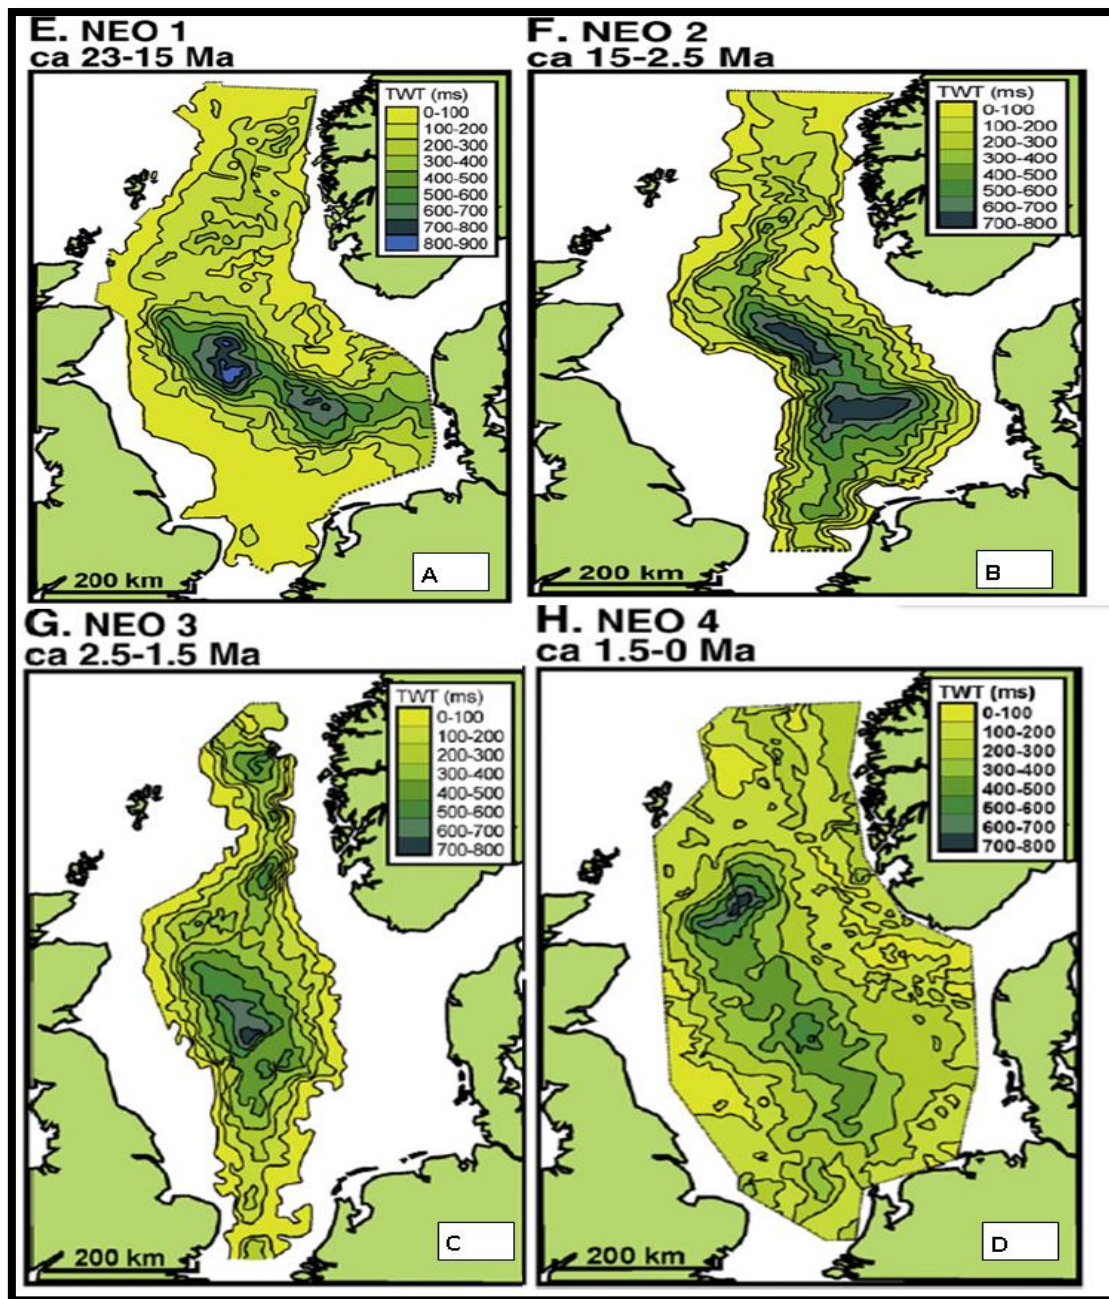 E. NEO 1
ca 23-15 Ma
TWT (ms)
0-100
100-200
200-300
300-400
400-500
500-600
600-700
700-800
800-900
200 km
A
F. NEO 2
ca 15-2.5 Ma
TWT (ms)
0-100
100-200
200-300
300-400
400-500
500-600
600-700
700-800
200 km
B
G. NEO 3
ca 2.5-1.5 Ma
TWT (ms)
0-100
100-200
200-300
300-400
400-500
500-600
600-700
700-800
200 km
C
H. NEO 4
ca 1.5-0 Ma
TWT (ms)
0-100
100-200
200-300
300-400
400-500
500-600
600-700
700-800
200 km
D